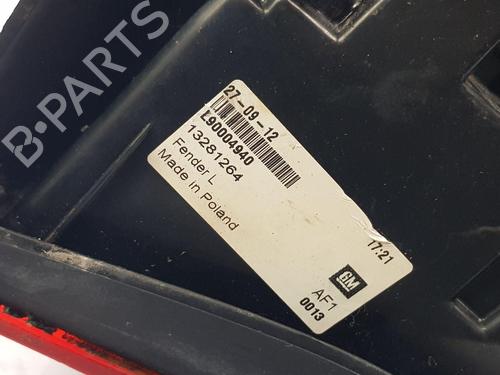 B-PARTS
27-09-12
L90004940
13281264
Fender L
Made in Poland
17:21
GM
AF1
0013